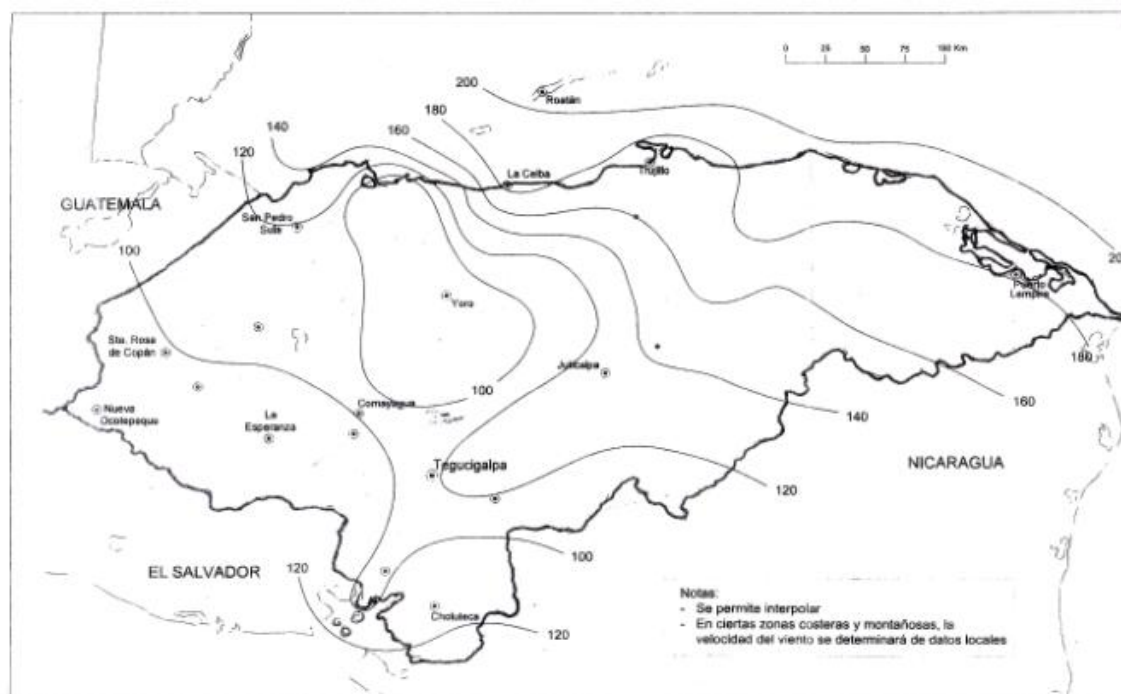 0 25 50 75 100 Km
200
Roatán
180
160
140
120
La Ceiba
Trujillo
GUATEMALA
San Pedro
Sula
100
200
Puerto
Lempira
Yoro
Sta. Rosa
de Copán
180
Juticalpa
100
160
Nueva
Ocotepeque
La
Esperanza
Comayagua
140
Tegucigalpa
NICARAGUA
120
100
EL SALVADOR
120
Choluteca
120
Notas:
- Se permite interpolar
- En ciertas zonas costeras y montañosas, la
velocidad del viento se determinará de datos locales